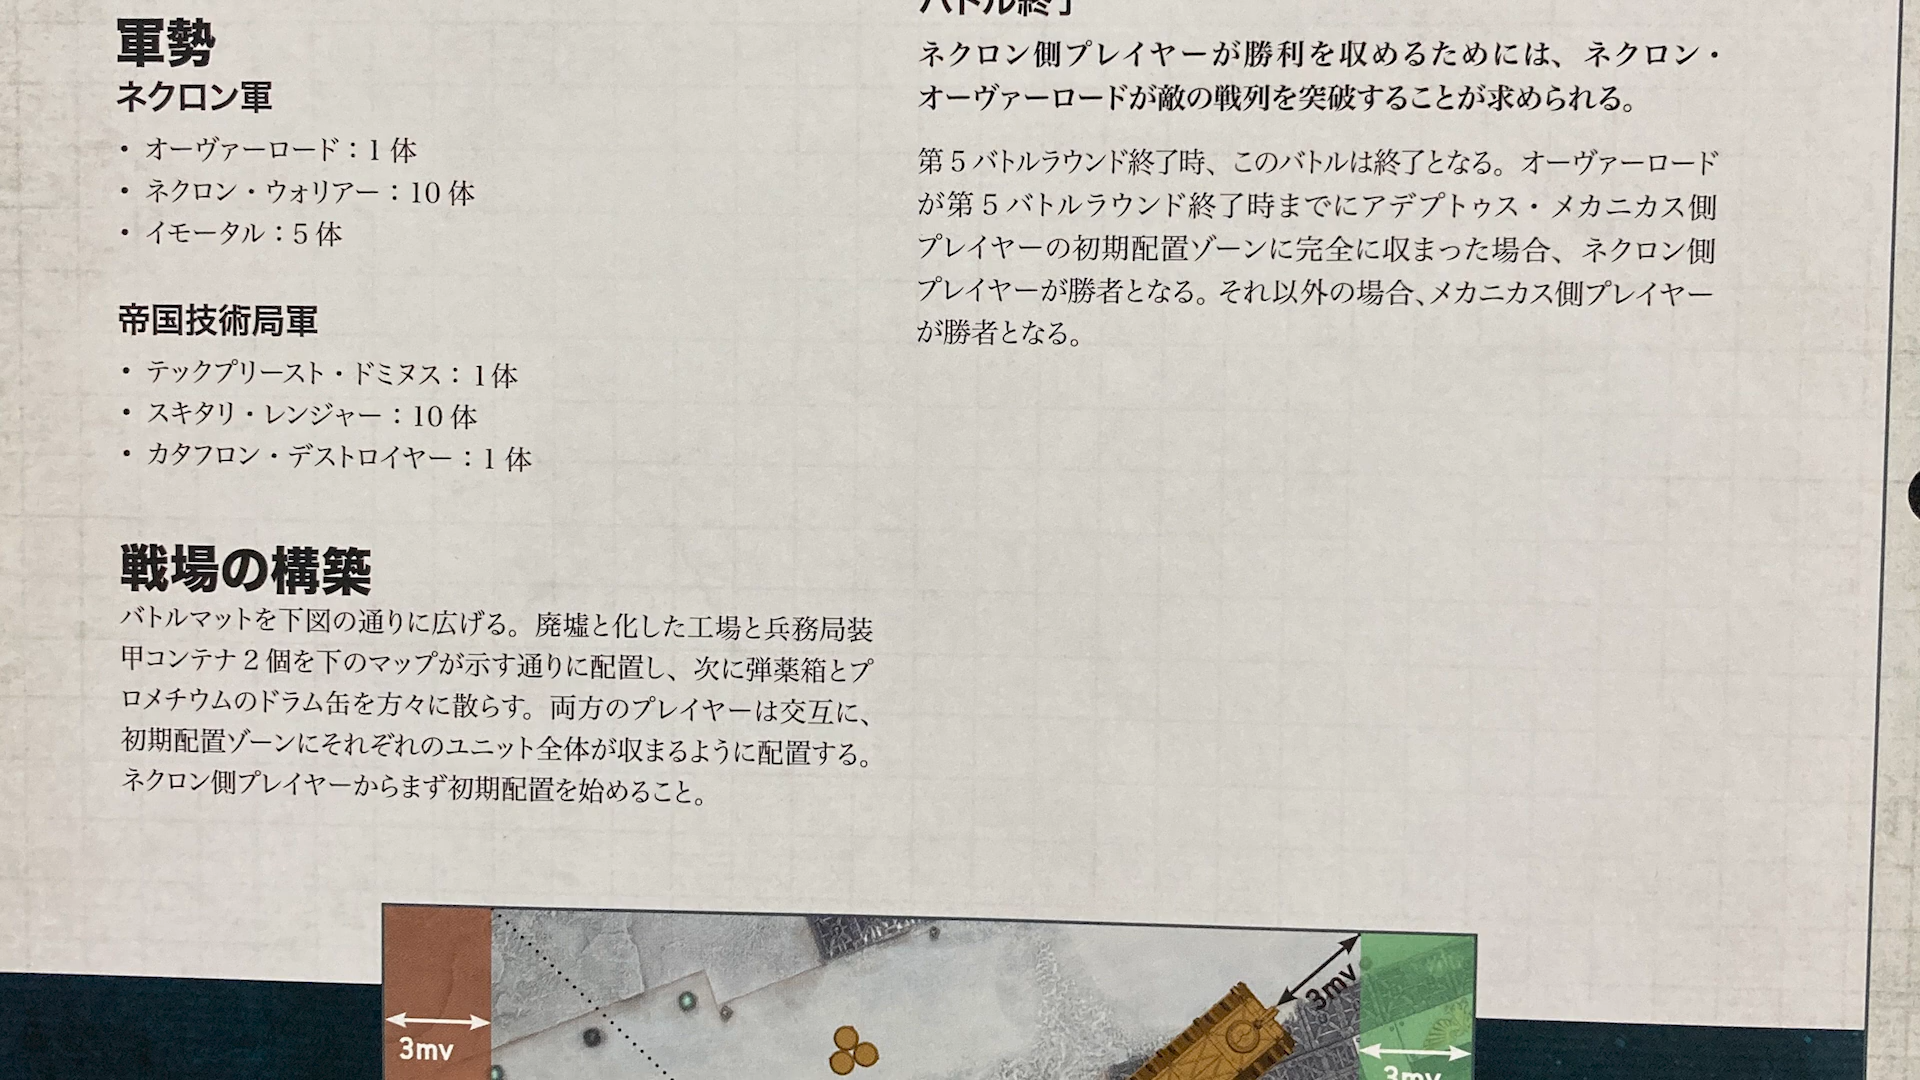 軍勢
ネクロン軍
• オーヴァーロード：1 体
• ネクロン・ウォリアー：10 体
• イモータル：5 体
帝国技術局軍
• テックプリースト・ドミヌス：1体
• スキタリ・レンジャー：10 体
• カタフロン・デストロイヤー：1 体
戦場の構築
バトルマットを下図の通りに広げる。廃墟と化した工場と兵務局装
甲コンテナ 2 個を下のマップが示す通りに配置し、次に弾薬箱とプ
ロメチウムのドラム缶を方々に散らす。両方のプレイヤーは交互に、
初期配置ゾーンにそれぞれのユニット全体が収まるように配置する。
ネクロン側プレイヤーからまず初期配置を始めること。
バトル終了
ネクロン側プレイヤーが勝利を収めるためには、ネクロン・
オーヴァーロードが敵の戦列を突破することが求められる。
第 5 バトルラウンド終了時、このバトルは終了となる。オーヴァーロード
が第 5 バトルラウンド終了時までにアデプトゥス・メカニカス側
プレイヤーの初期配置ゾーンに完全に収まった場合、ネクロン側
プレイヤーが勝者となる。それ以外の場合、メカニカス側プレイヤー
が勝者となる。
3mv
3mv
3mv